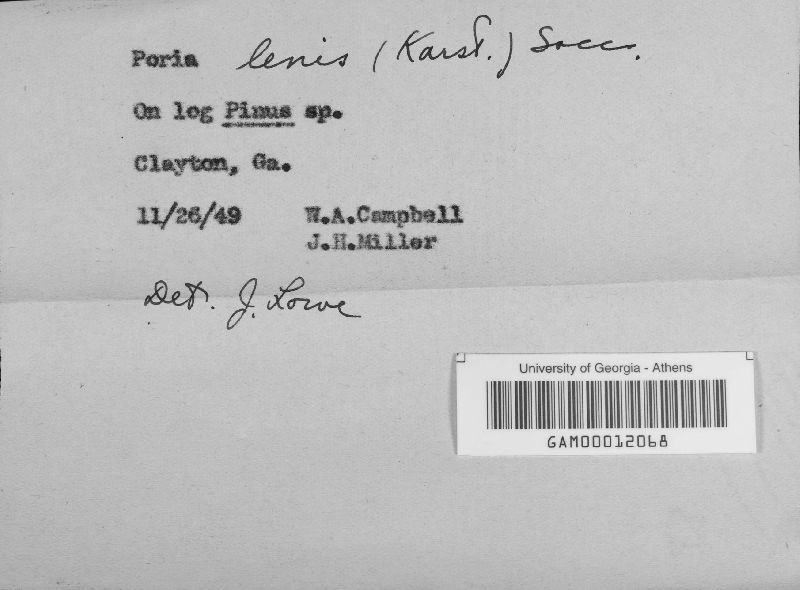 Poria lenis (Karst.) Sacc.
On log Pinus sp.
Clayton, Ga.
11/26/49 W.A.Campbell
J.H.Miller
Det. J. Lowe
University of Georgia - Athens
GAM00012068